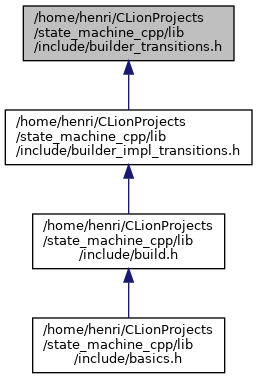 /home/henri/CLionProjects
/state_machine_cpp/lib
/include/builder_transitions.h
/home/henri/CLionProjects
/state_machine_cpp/lib
/include/builder_impl_transitions.h
/home/henri/CLionProjects
/state_machine_cpp/lib
/include/build.h
/home/henri/CLionProjects
/state_machine_cpp/lib
/include/basics.h